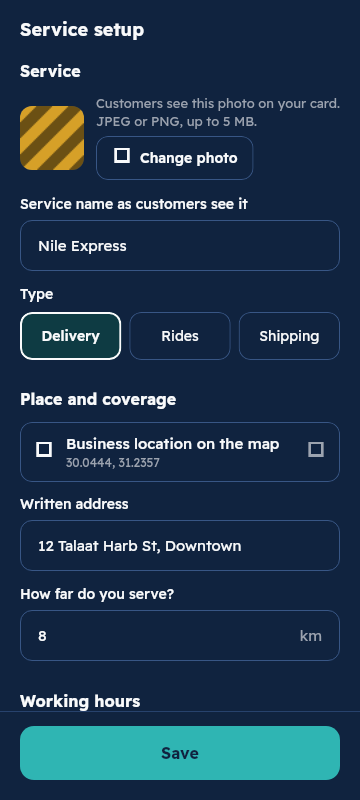 Service setup
Service
Customers see this photo on your card.
JPEG or PNG, up to 5 MB.
Change photo
Service name as customers see it
Nile Express
Type
Delivery
Rides
Shipping
Place and coverage
Business location on the map
30.0444, 31.2357
Written address
12 Talaat Harb St, Downtown
How far do you serve?
8
km
Working hours
Save